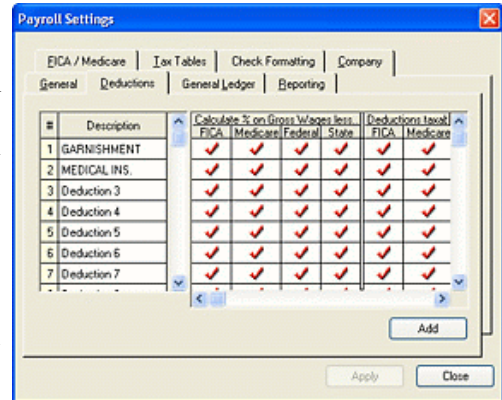 Payroll Settings
FICA / Medicare Tax Tables Check Formatting Company
General Deductions General Ledger Reporting
# Description Calculate % on Gross Wages less. Deductions taxab
FICA Medicare Federal State FICA Medicare
1 GARNISHMENT
2 MEDICAL INS.
3 Deduction 3
4 Deduction 4
5 Deduction 5
6 Deduction 6
7 Deduction 7
Add
Apply Close